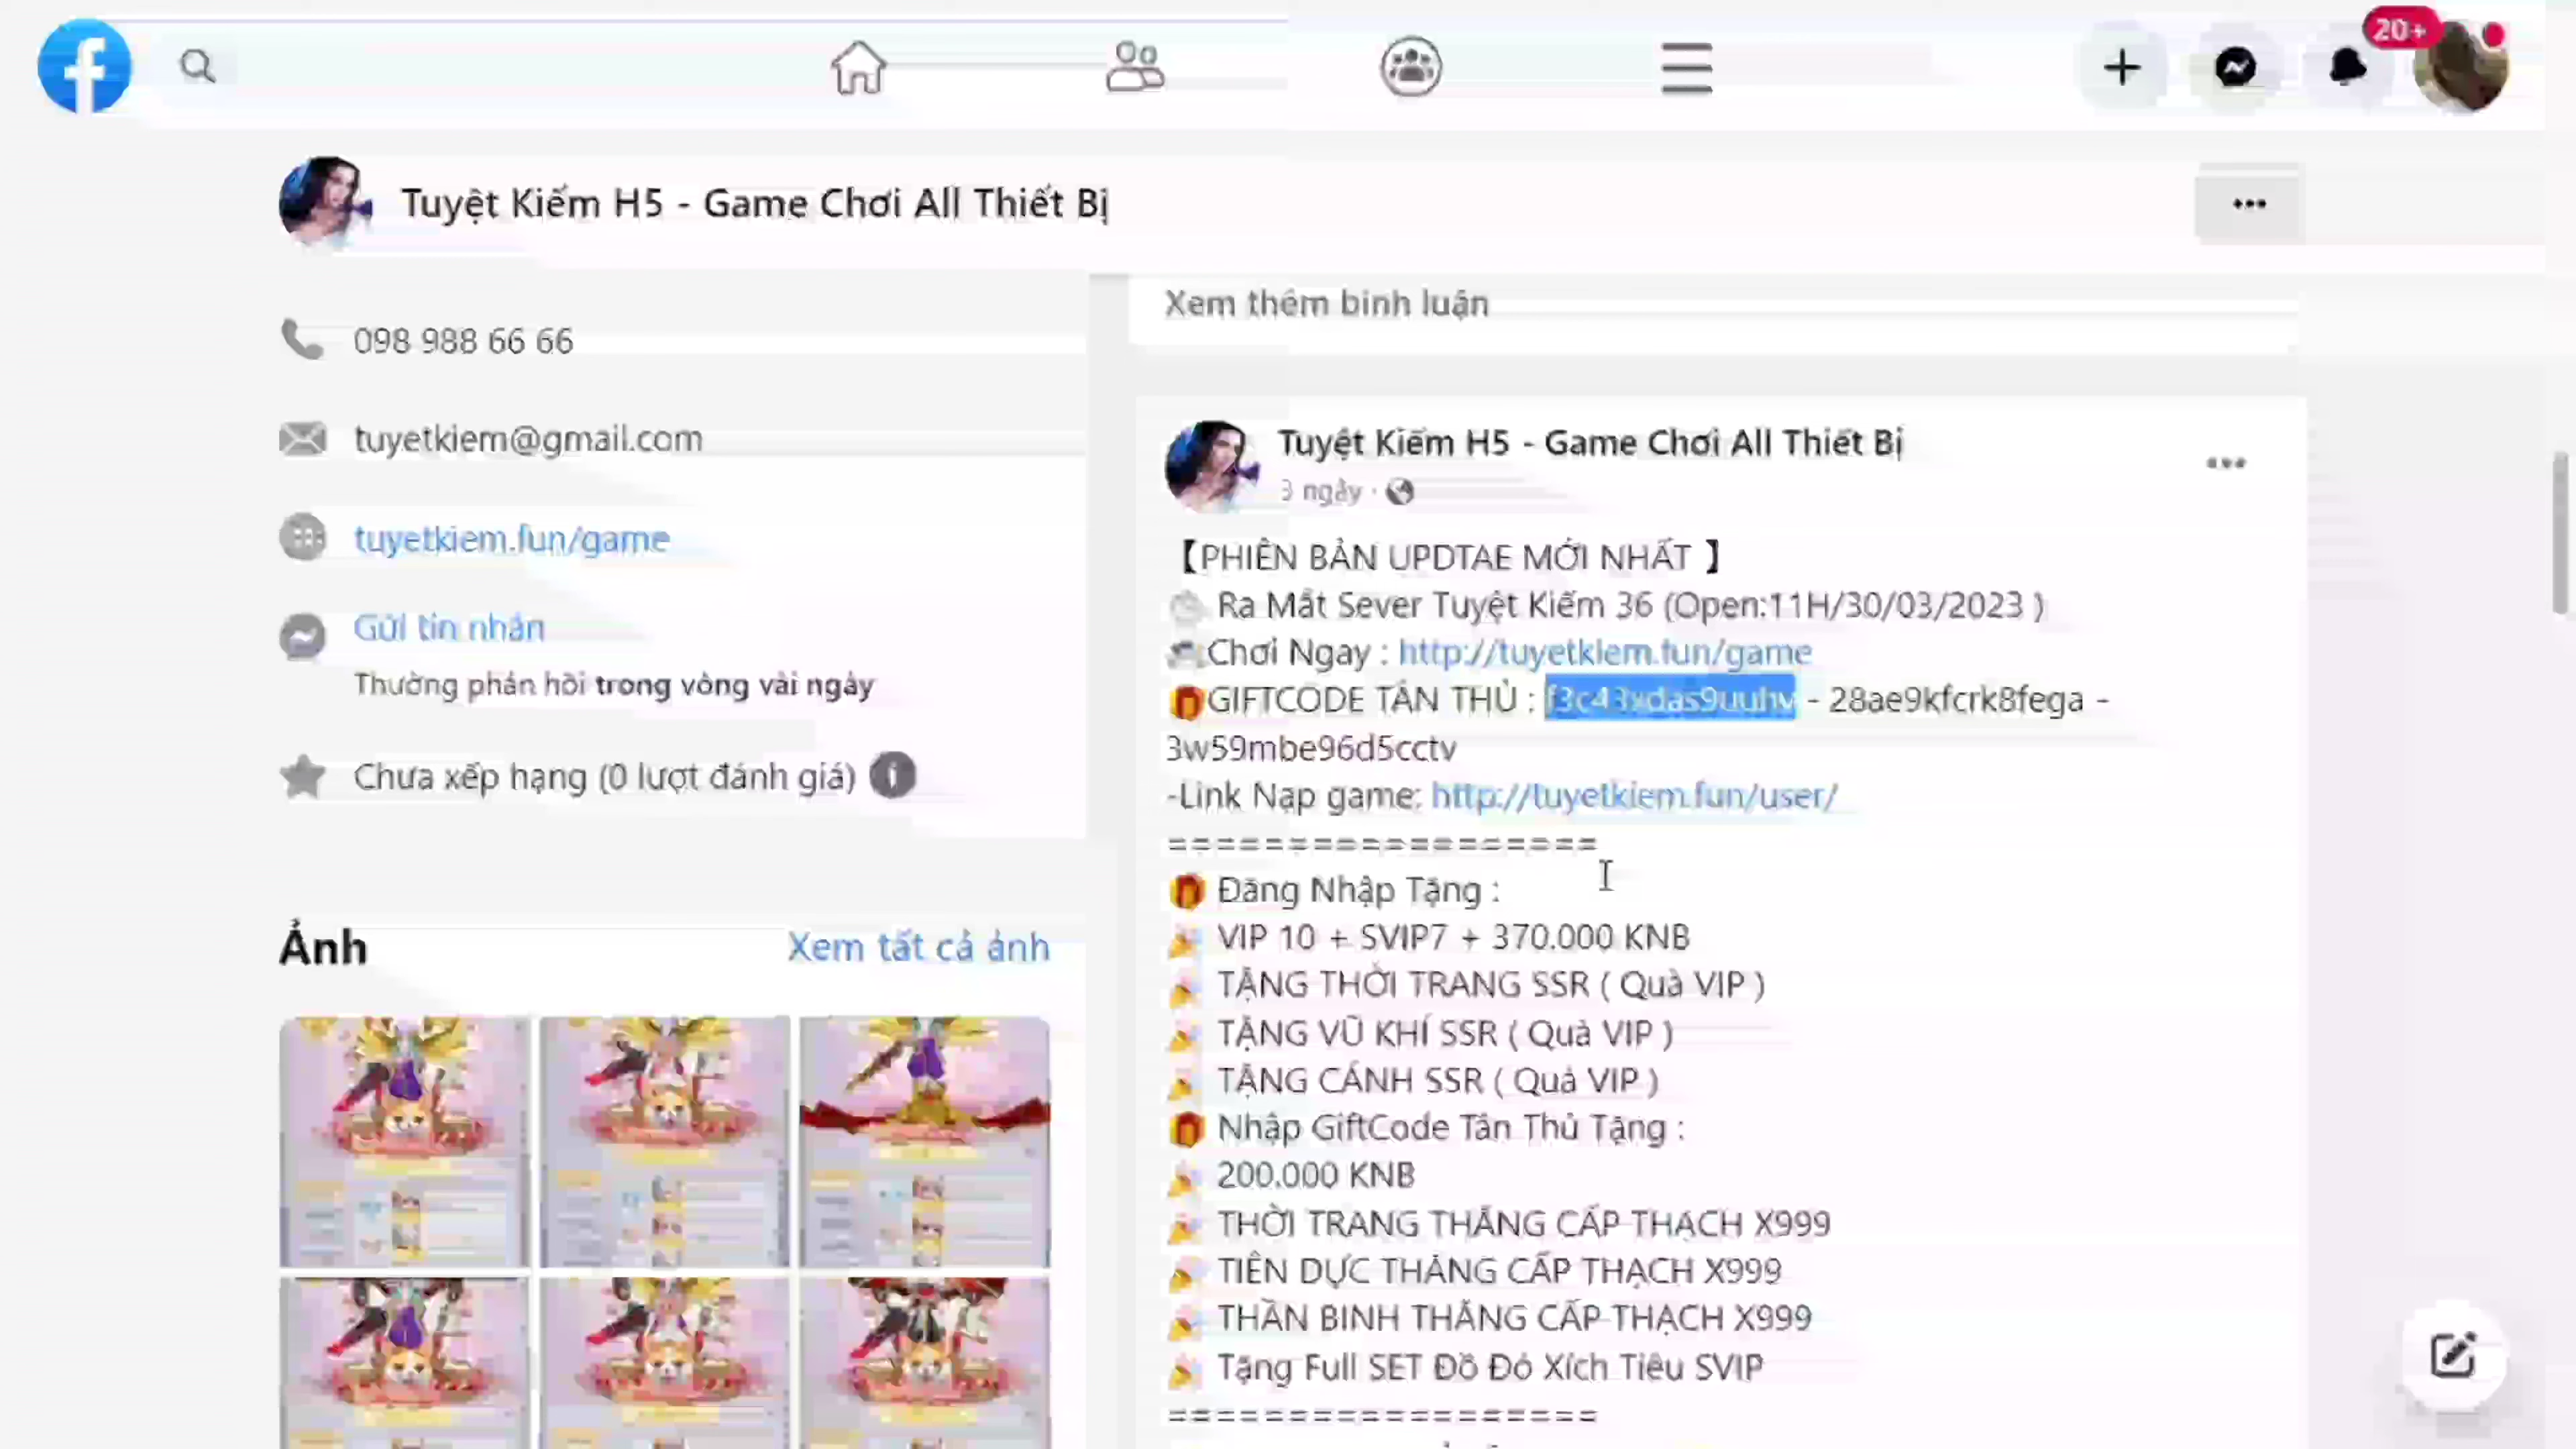 20+
Tuyệt Kiếm H5 - Game Chơi All Thiết Bị
098 988 66 66
tuyetkiem@gmail.com
tuyetkiem.fun/game
Gửi tin nhắn
Thường phản hồi trong vòng vài ngày
Chưa xếp hạng (0 lượt đánh giá)
Ảnh
Xem tất cả ảnh
Xem thêm bình luận
Tuyệt Kiếm H5 - Game Chơi All Thiết Bị
3 ngày ·
【PHIÊN BẢN UPDTAE MỚI NHẤT 】
Ra Mắt Sever Tuyệt Kiếm 36 (Open:11H/30/03/2023 )
Chơi Ngay : http://tuyetkiem.fun/game
GIFTCODE TÂN THỦ : f3c43xdas9uuhv - 28ae9kfcrk8fega -
3w59mbe96d5cctv
-Link Nạp game: http://tuyetkiem.fun/user/
==================
Đăng Nhập Tặng :
VIP 10 + SVIP7 + 370.000 KNB
TẶNG THỜI TRANG SSR ( Quà VIP )
TẶNG VŨ KHÍ SSR ( Quà VIP )
TẶNG CÁNH SSR ( Quà VIP )
Nhập GiftCode Tân Thủ Tặng :
200.000 KNB
THỜI TRANG THĂNG CẤP THẠCH X999
TIÊN DỰC THĂNG CẤP THẠCH X999
THẦN BINH THĂNG CẤP THẠCH X999
Tặng Full SET Đồ Đỏ Xích Tiêu SVIP
==================